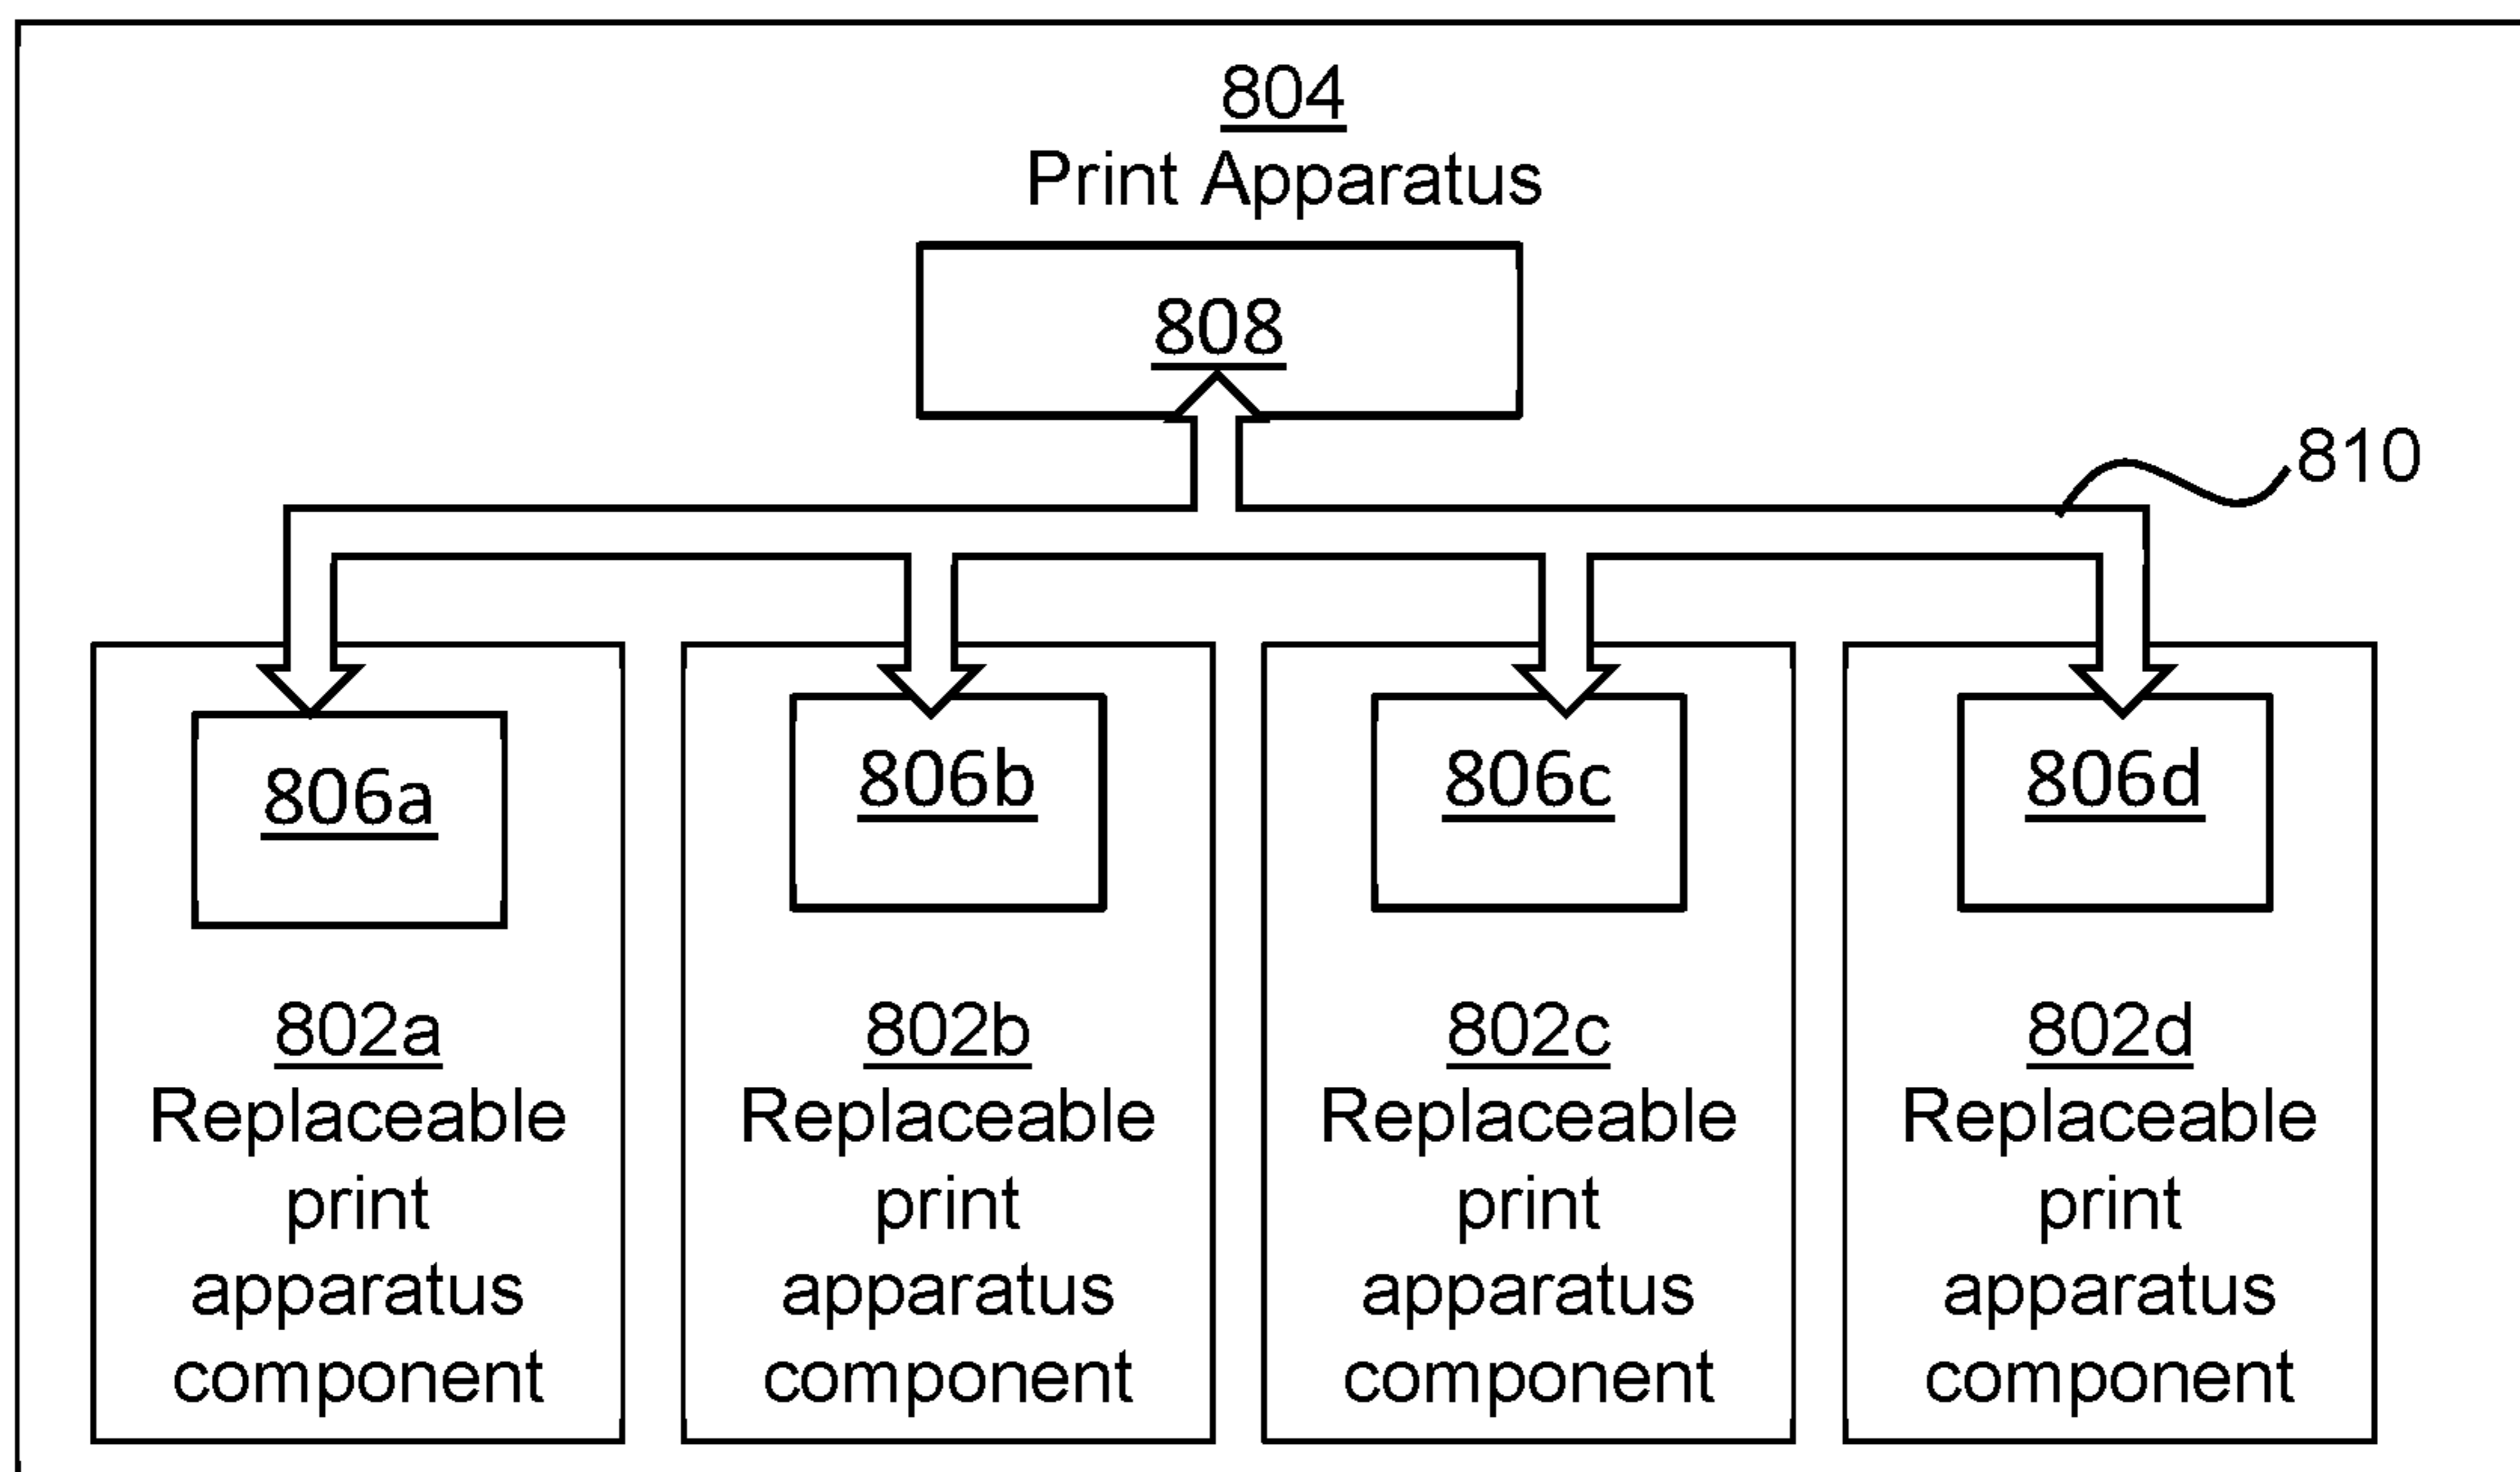 804
Print Apparatus
808
810
806a
806b
806c
806d
802a
Replaceable
print
apparatus
component
802b
Replaceable
print
apparatus
component
802c
Replaceable
print
apparatus
component
802d
Replaceable
print
apparatus
component